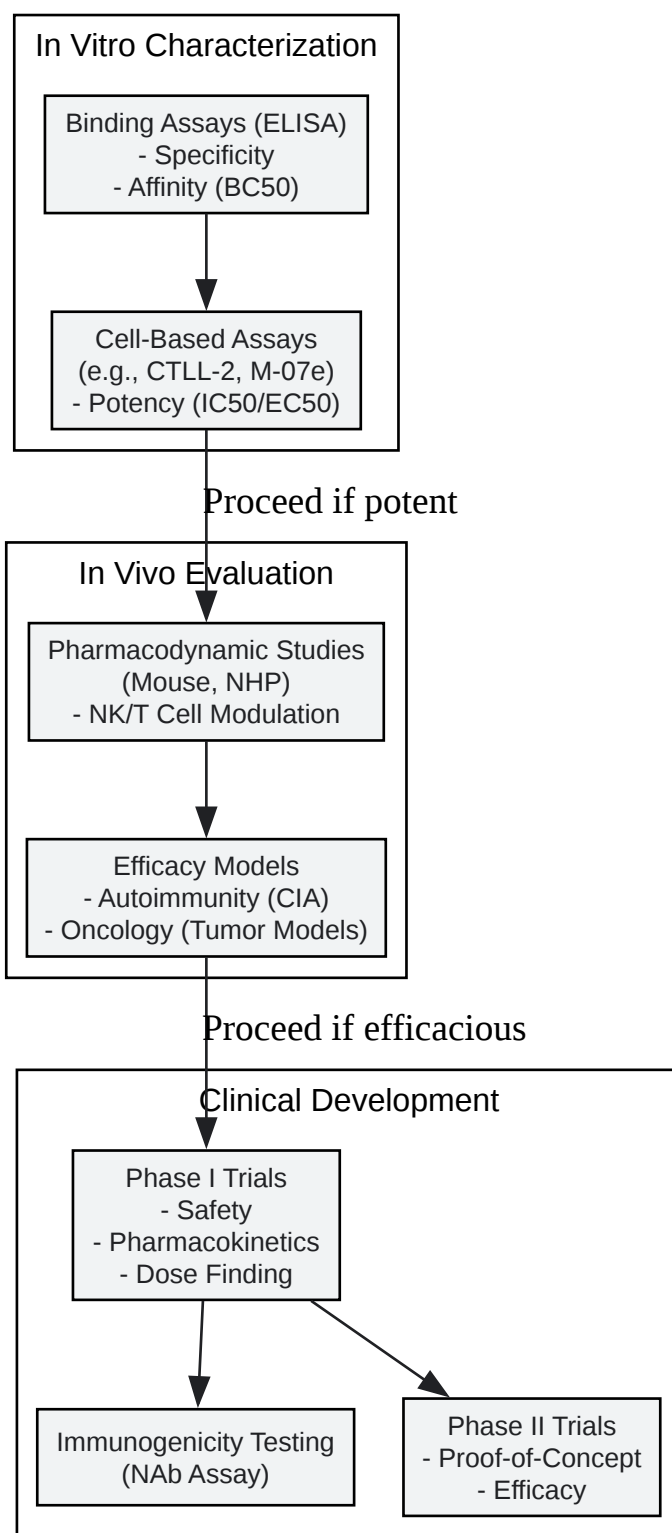 In Vitro Characterization
Binding Assays (ELISA)
- Specificity
- Affinity (BC50)
Cell-Based Assays
(e.g., CTLL-2, M-07e)
- Potency (IC50/EC50)
Proceed if potent
In Vivo Evaluation
Pharmacodynamic Studies
(Mouse, NHP)
- NK/T Cell Modulation
Efficacy Models
- Autoimmunity (CIA)
- Oncology (Tumor Models)
Proceed if efficacious
Clinical Development
Phase I Trials
- Safety
- Pharmacokinetics
- Dose Finding
Immunogenicity Testing
(NAb Assay)
Phase II Trials
- Proof-of-Concept
- Efficacy